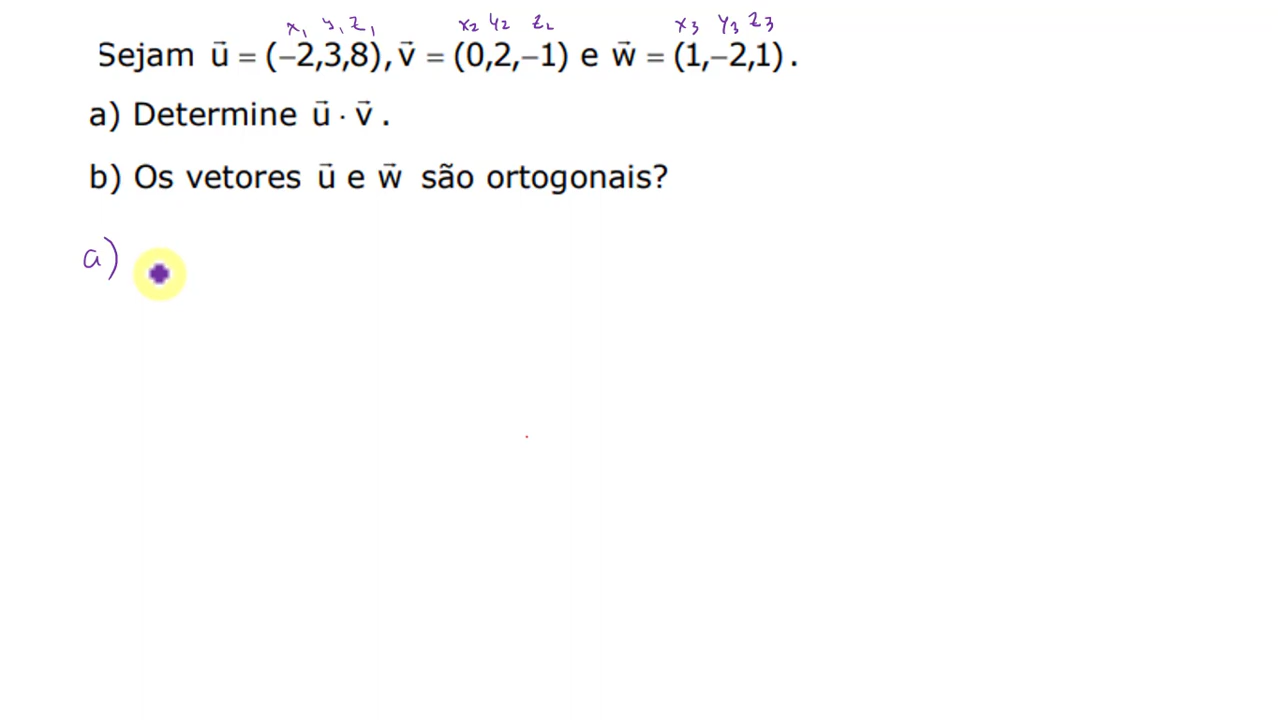 x₁ y₁ z₁ x₂ y₂ z₂ x₃ y₃ z₃
Sejam u⃗ = (−2,3,8), v⃗ = (0,2,−1) e w⃗ = (1,−2,1).
a) Determine u⃗ · v⃗ .
b) Os vetores u⃗ e w⃗ são ortogonais?
a)